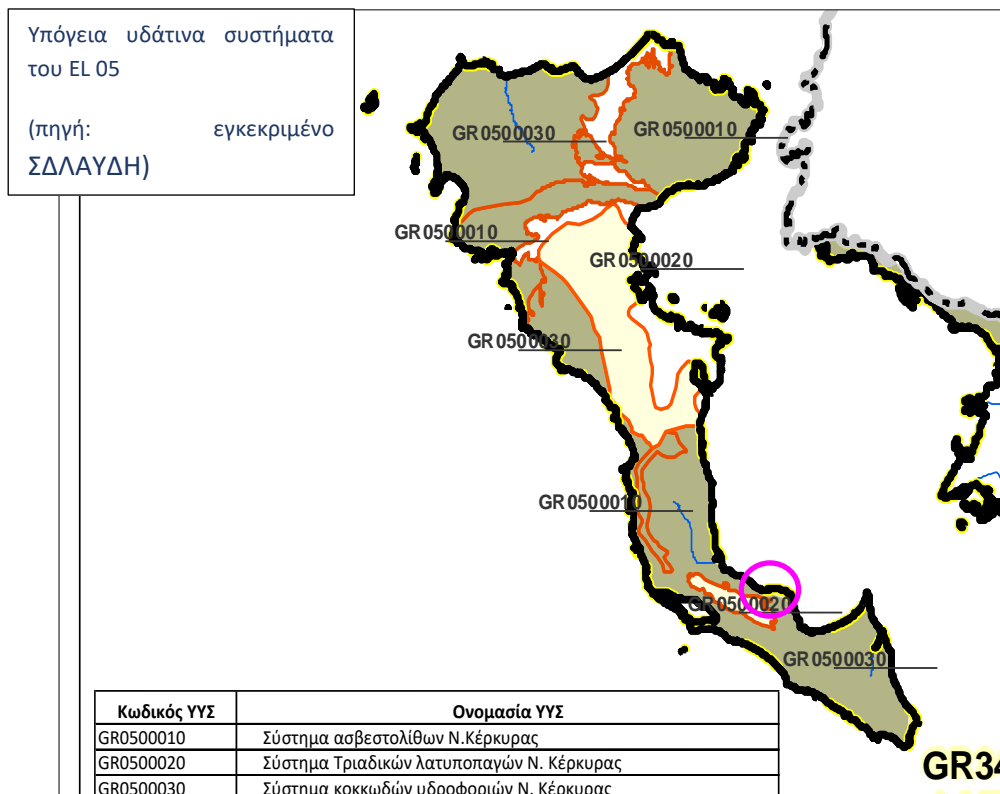 Υπόγεια υδάτινα συστήματα
του EL 05
(πηγή: εγκεκριμένο
ΣΔΛΑΥΔΗ)
GR0500030
GR0500010
GR0500010
GR0500020
GR0500030
GR0500010
GR0500020
GR0500030
Κωδικός ΥΥΣ Ονομασία ΥΥΣ
GR0500010 Σύστημα ασβεστολίθων Ν.Κέρκυρας
GR0500020 Σύστημα Τριαδικών λατυποπαγών Ν. Κέρκυρας
GR0500030 Σύστημα κοκκωδών υδροφοριών Ν. Κέρκυρας
GR34